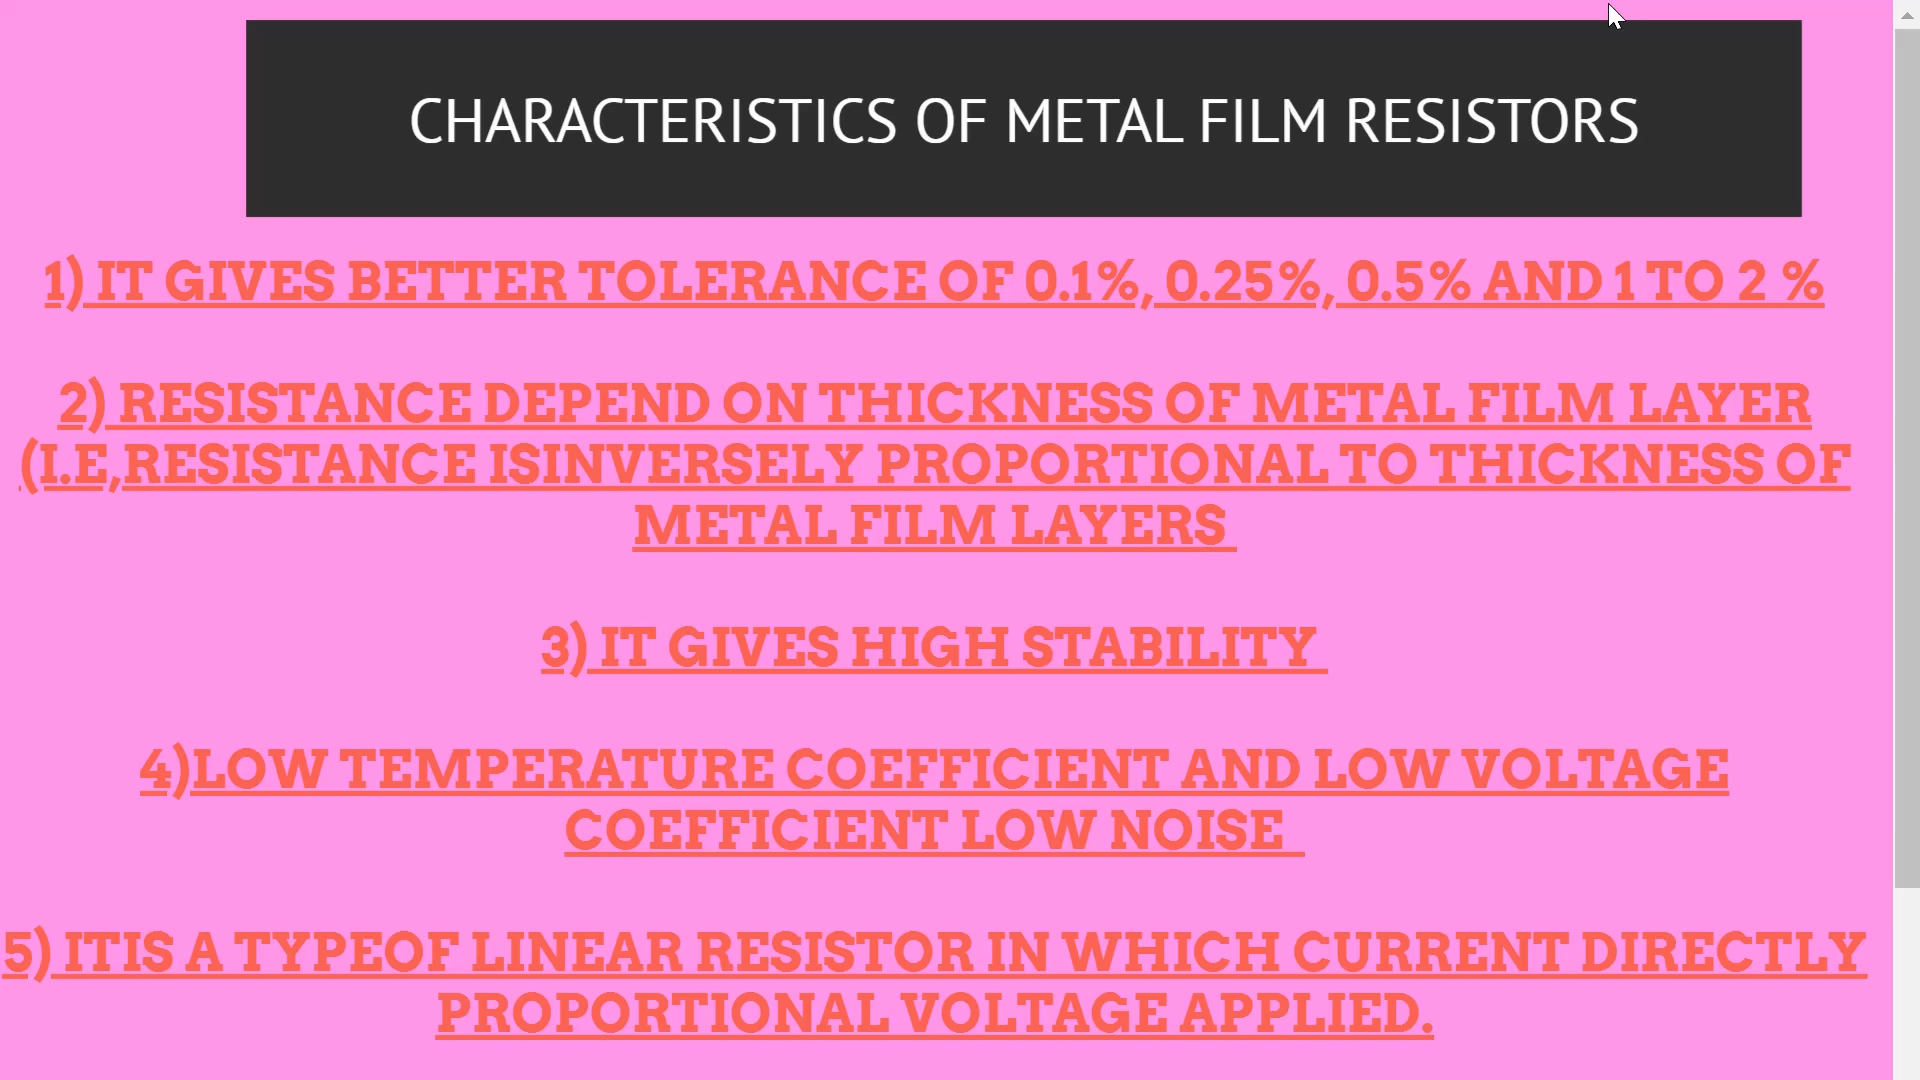 CHARACTERISTICS OF METAL FILM RESISTORS
1) IT GIVES BETTER TOLERANCE OF 0.1%, 0.25%, 0.5% AND 1 TO 2 %
2) RESISTANCE DEPEND ON THICKNESS OF METAL FILM LAYER
(I.E,RESISTANCE ISINVERSELY PROPORTIONAL TO THICKNESS OF
METAL FILM LAYERS
3) IT GIVES HIGH STABILITY
4)LOW TEMPERATURE COEFFICIENT AND LOW VOLTAGE
COEFFICIENT LOW NOISE
5) ITIS A TYPEOF LINEAR RESISTOR IN WHICH CURRENT DIRECTLY
PROPORTIONAL VOLTAGE APPLIED.